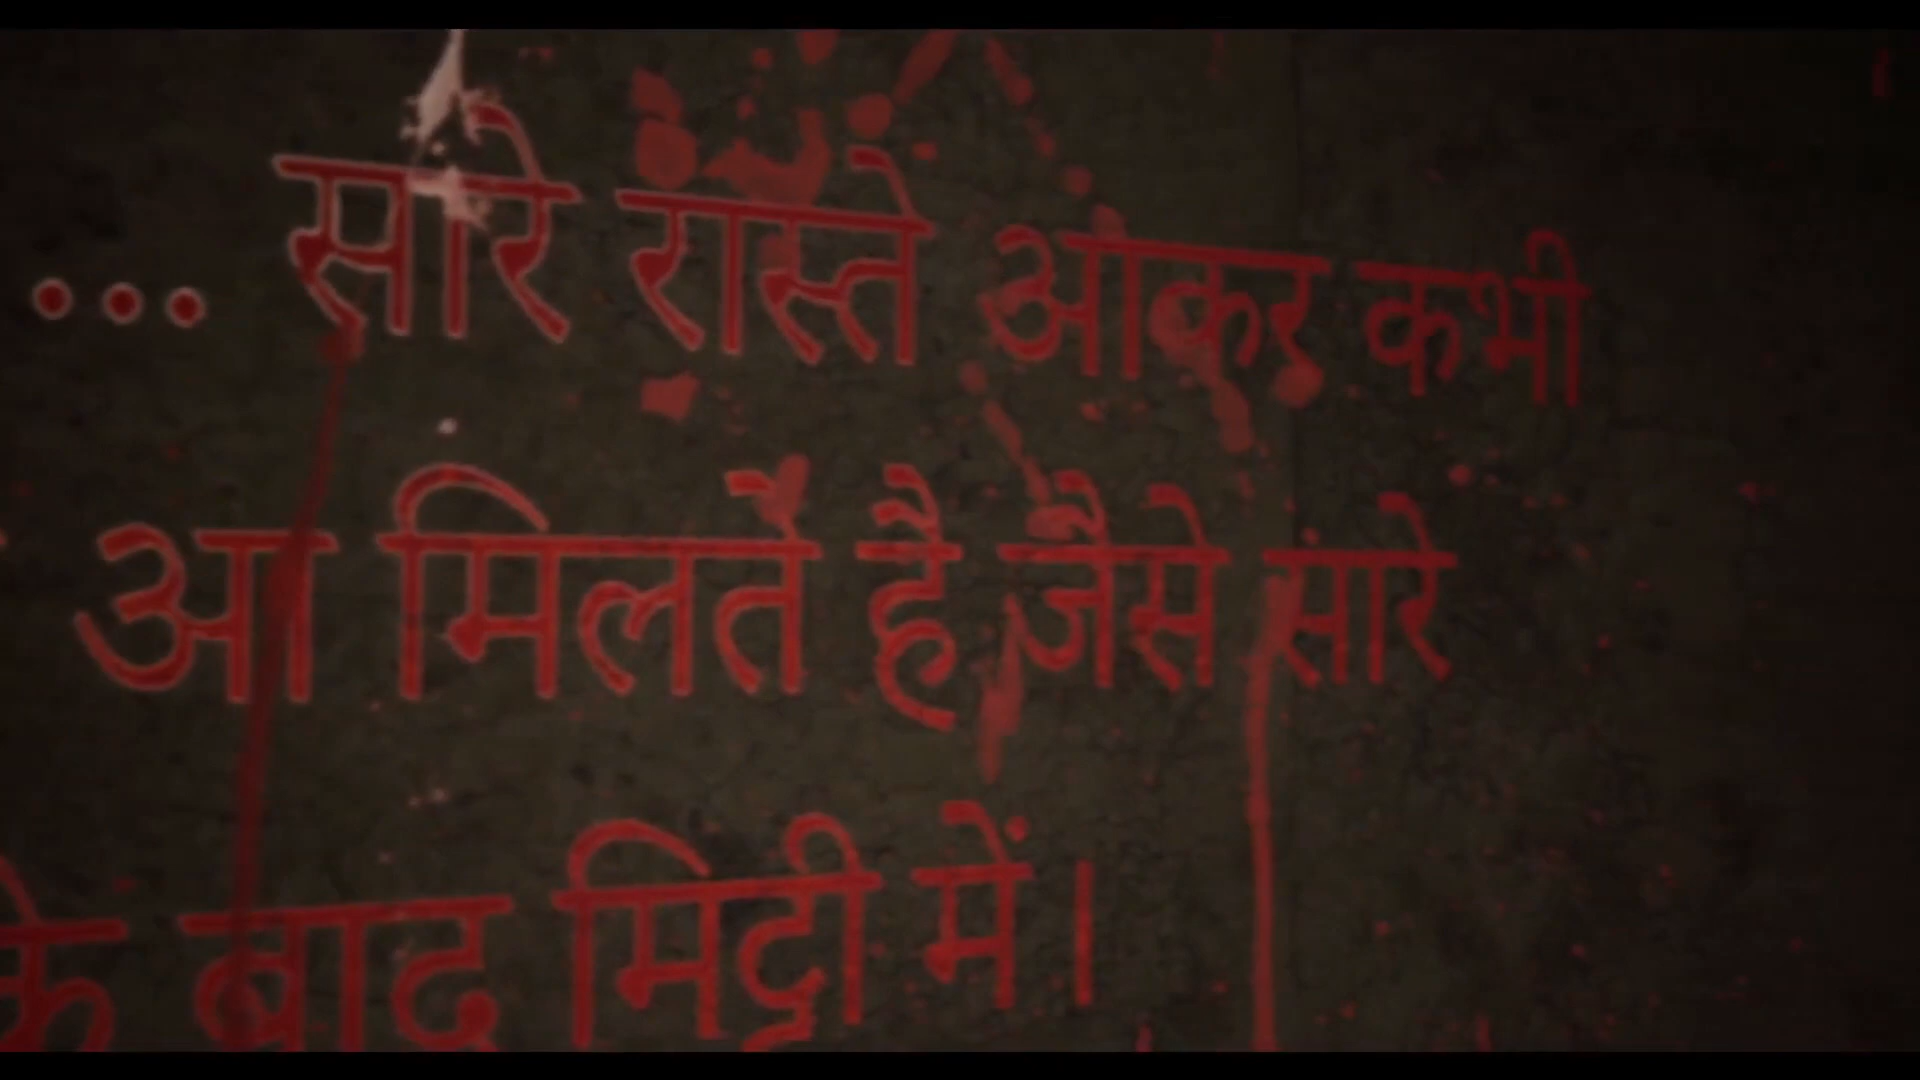 ... सारे रास्ते आकर कभी
आ मिलते है जैसे सारे
के बाद मिट्टी में।